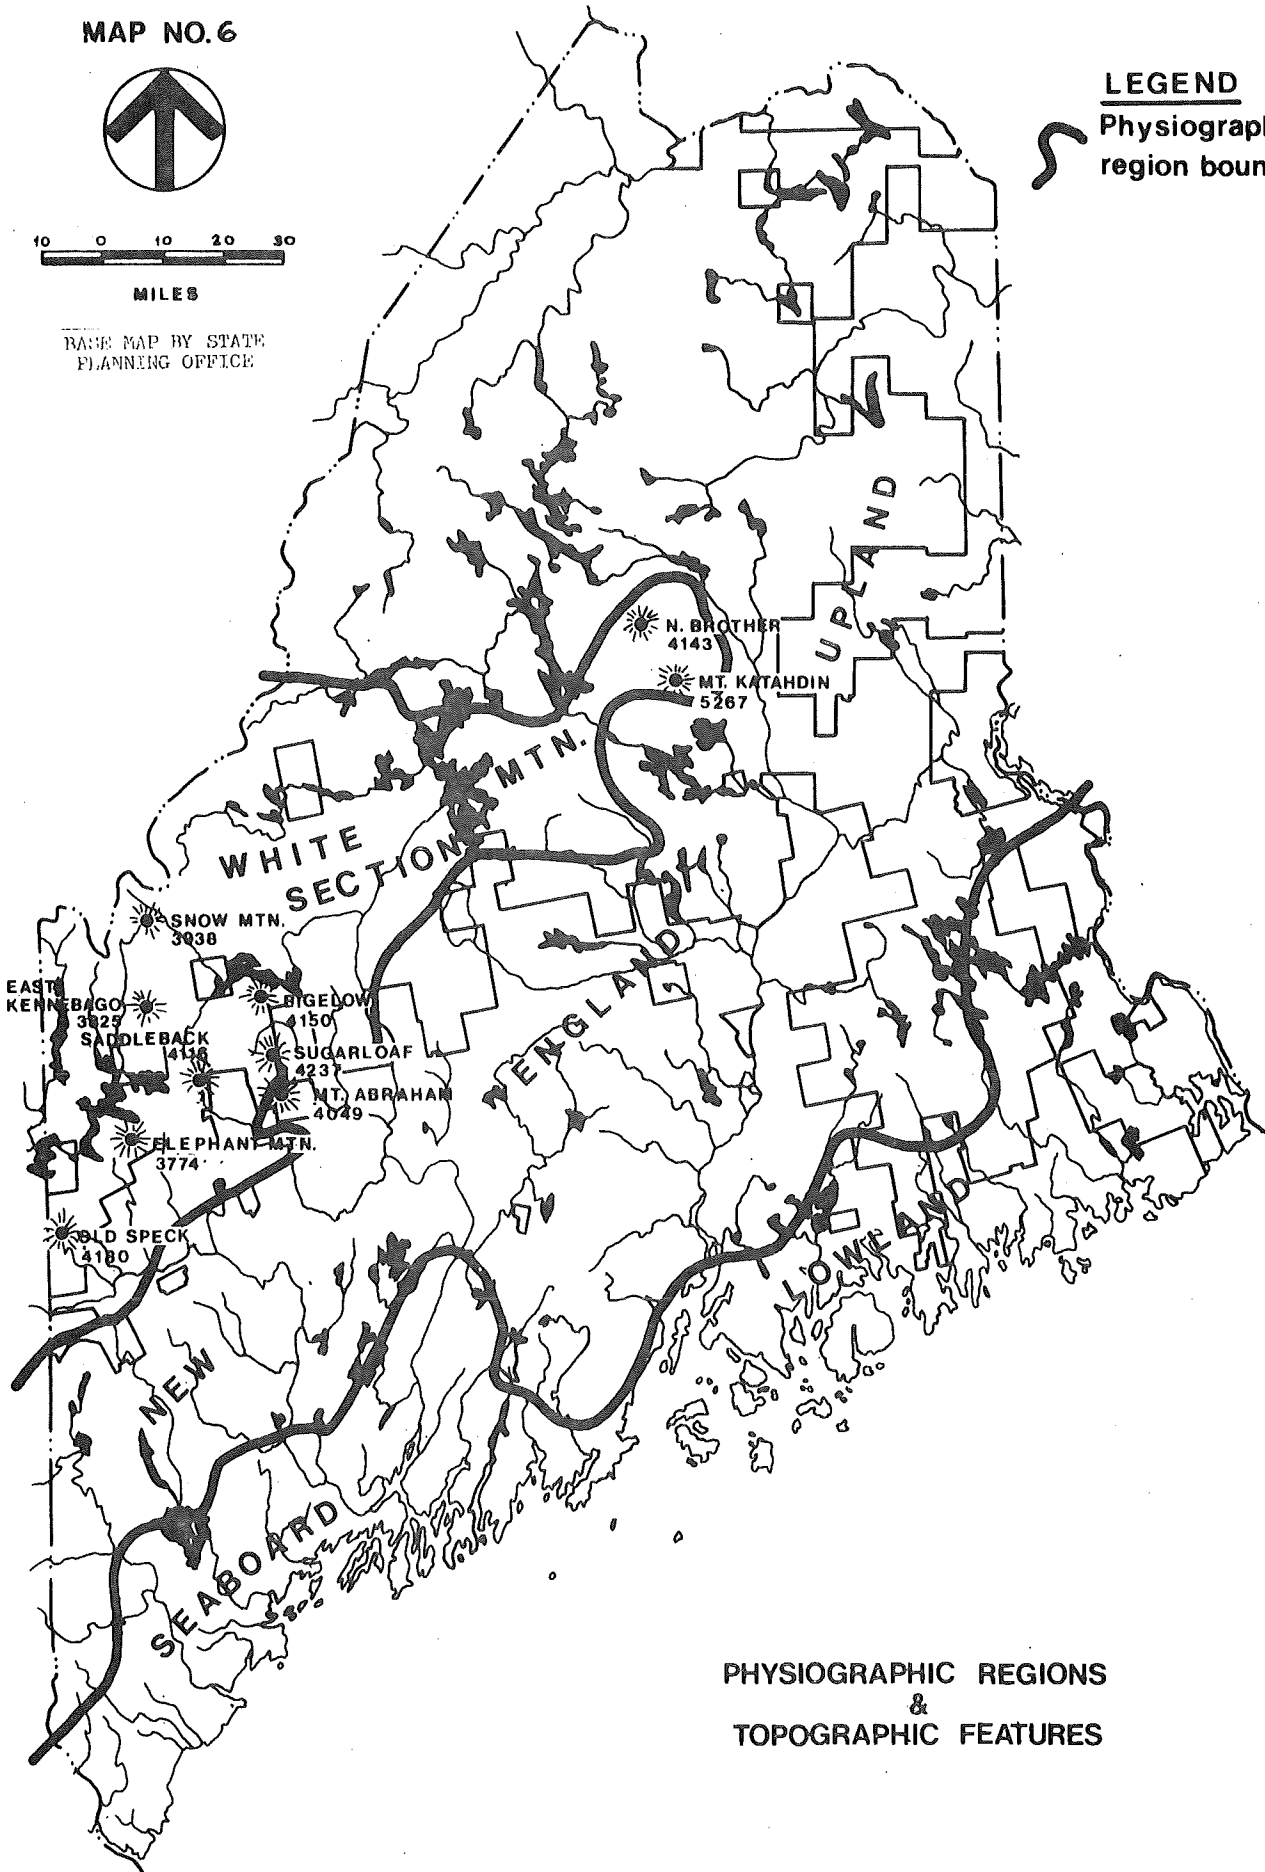 MAP NO. 6
LEGEND
Physiograp
region boun
10 0 10 20 30
MILES
BASE MAP BY STATE
PLANNING OFFICE
UPLAND
N. BROTHER
4143
MT. KATAHDIN
5267
WHITE MTN.
SECTION
SNOW MTN.
3938
EAST
KENNEBAGO
3825
BIGELOW
4150
SADDLEBACK
4116
SUGARLOAF
4237
MT. ABRAHAM
4049
ELEPHANT MTN.
3774
OLD SPECK
4180
ENGLAND
NEW
LOWLAND
SEABOARD
PHYSIOGRAPHIC REGIONS
&
TOPOGRAPHIC FEATURES